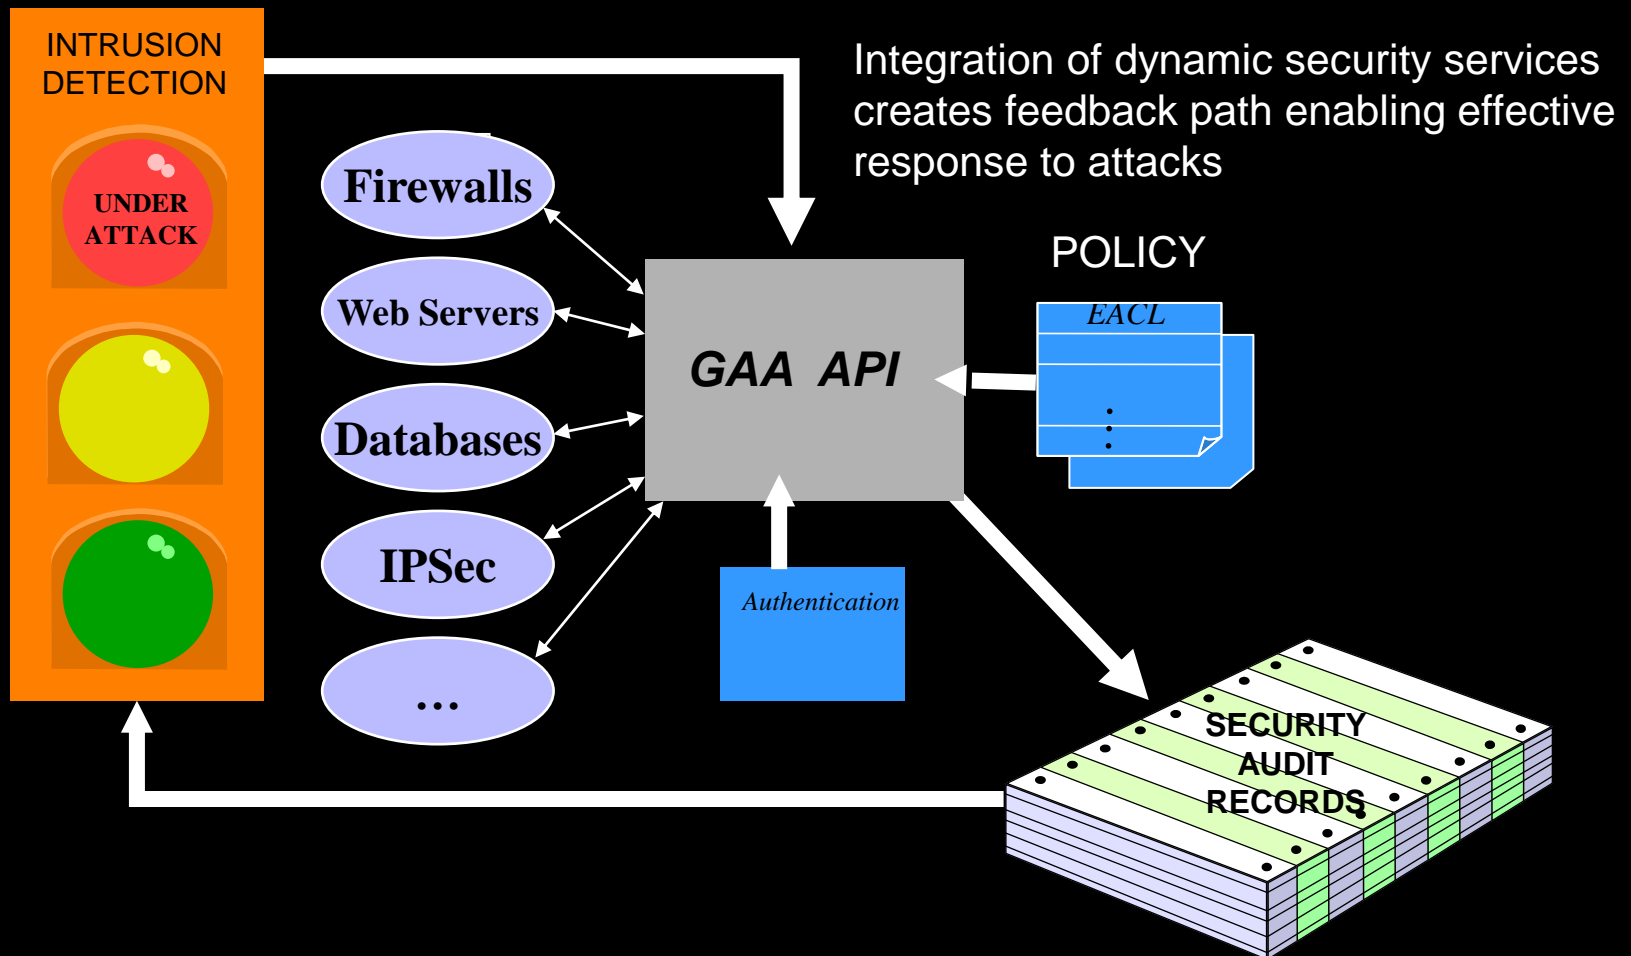 INTRUSION
DETECTION
UNDER
ATTACK
Integration of dynamic security services
creates feedback path enabling effective
response to attacks
Firewalls
Web Servers
Databases
IPSec
...
GAA API
POLICY
EACL
Authentication
SECURITY
AUDIT
RECORDS